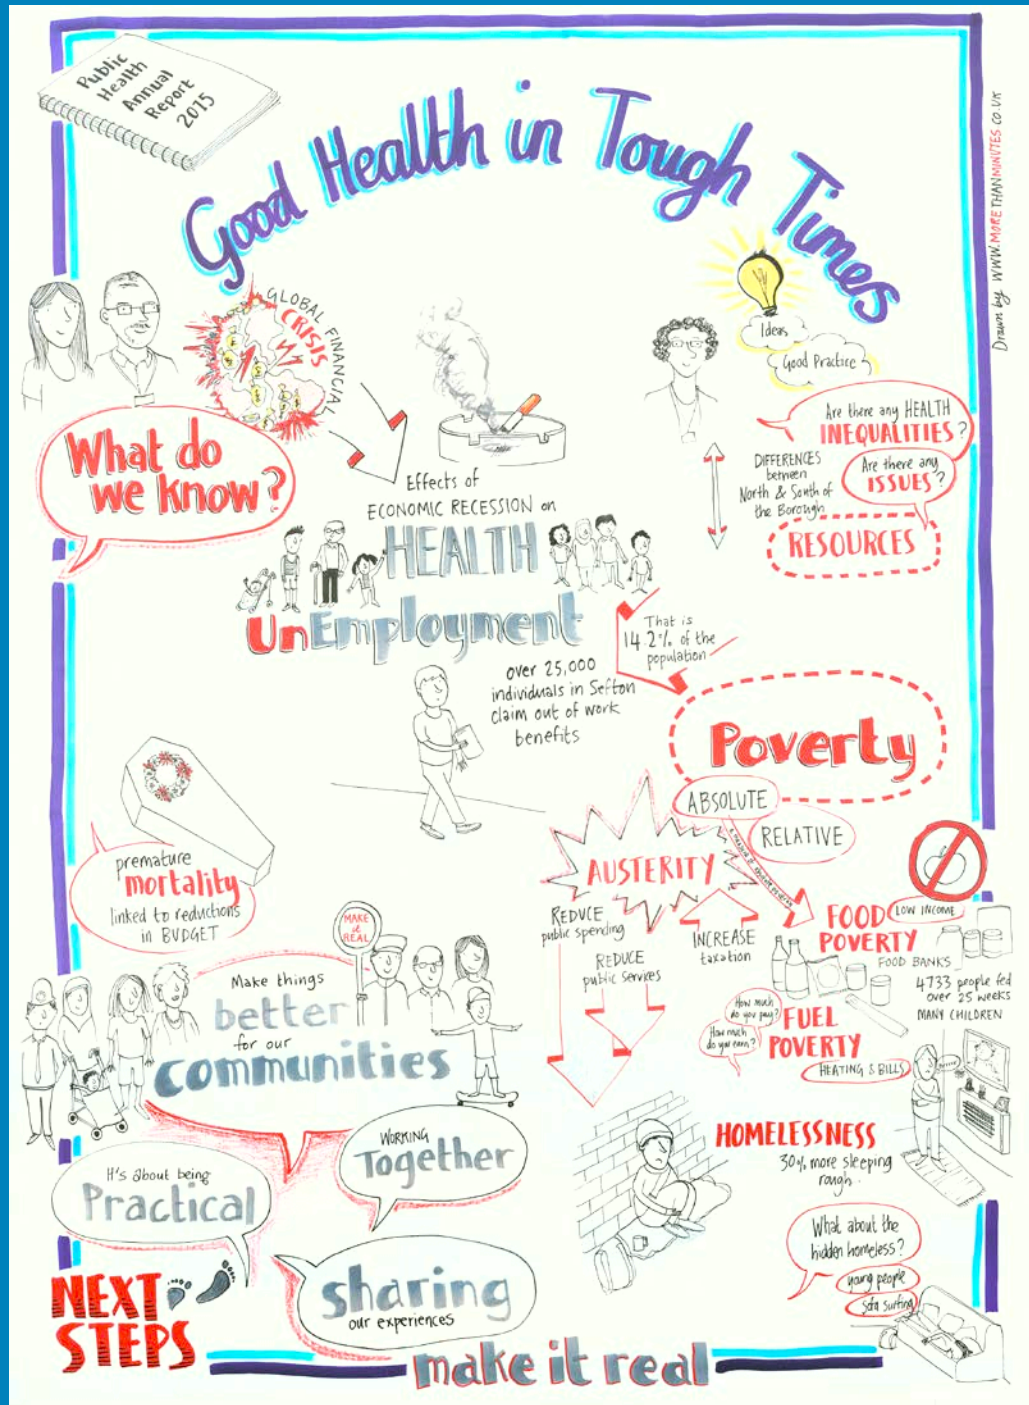 Public
Health
Annual
Report
2015
Good Health in Tough Times
Drawn by WWW.MORETHANMINUTES.CO.UK
GLOBAL FINANCIAL
CRISIS
What do
we know?
Ideas
Good Practice
Are there any HEALTH
INEQUALITIES?
Are there any
ISSUES?
DIFFERENCES
between
North & South of
the Borough
RESOURCES
Effects of
ECONOMIC RECESSION on
HEALTH
UnEmployment
over 25,000
individuals in Sefton
claim out of work
benefits
That is
14.2% of the
population
Poverty
ABSOLUTE
RELATIVE
AUSTERITY
REDUCE
public spending
REDUCE
public services
INCREASE
taxation
FOOD
POVERTY
LOW INCOME
FOOD BANKS
4733 people fed
over 25 weeks
MANY CHILDREN
How much
do you pay?
How much
do you earn?
FUEL
POVERTY
HEATING & BILLS
HOMELESSNESS
30% more sleeping
rough.
What about the
hidden homeless?
young people
sofa surfing
premature
mortality
linked to reductions
in BUDGET
MAKE
it
REAL
Make things
better
for our
communities
WORKING
Together
It's about being
Practical
sharing
our experiences
NEXT
STEPS
make it real